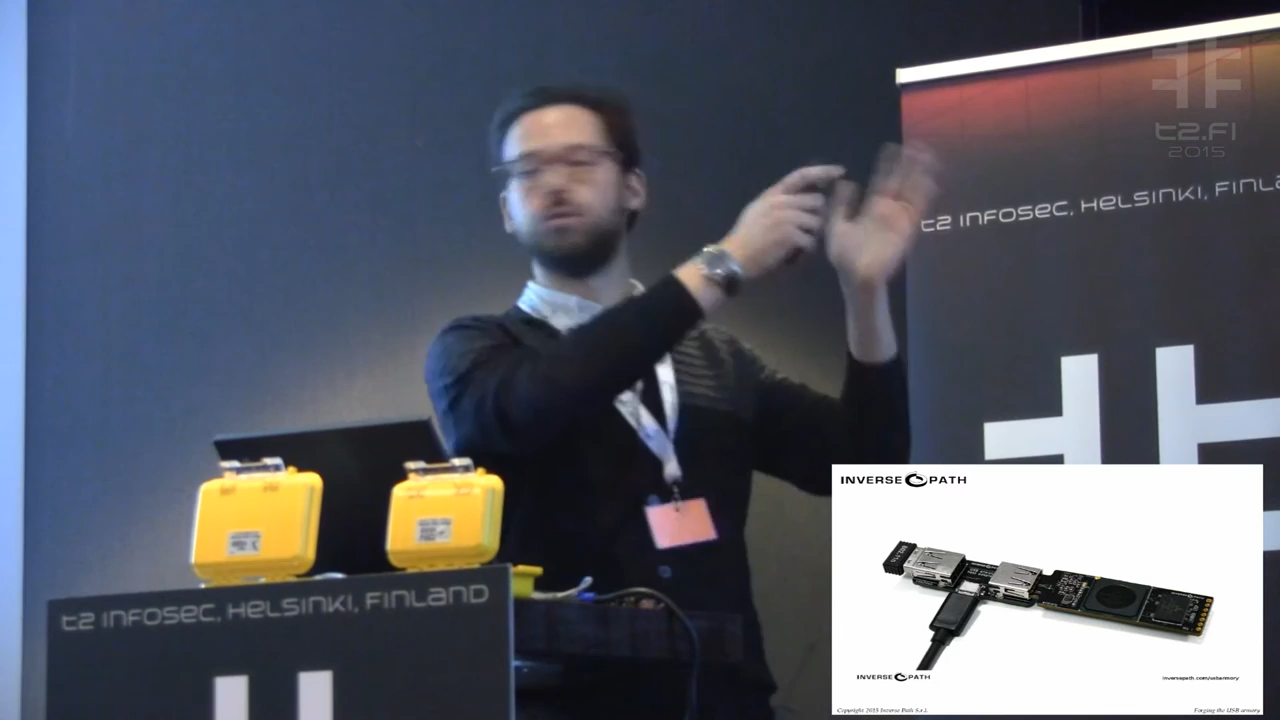 t2.fi
2015
t2 infosec, Helsinki, Finl
t2 infosec, Helsinki, Finland
INVERSE PATH
INVERSE PATH
inversepath.com/usbarmory
Copyright 2015 Inverse Path S.r.l.
Forging the USB armory